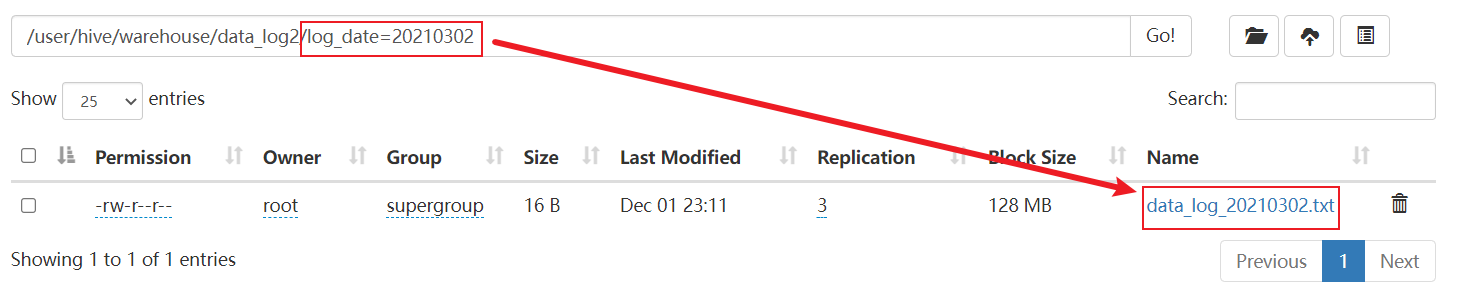 /user/hive/warehouse/data_log2/log_date=20210302 Go!
Show 25 entries Search:
Permission Owner Group Size Last Modified Replication Block Size Name
-rw-r--r-- root supergroup 16 B Dec 01 23:11 3 128 MB data_log_20210302.txt
Showing 1 to 1 of 1 entries Previous 1 Next